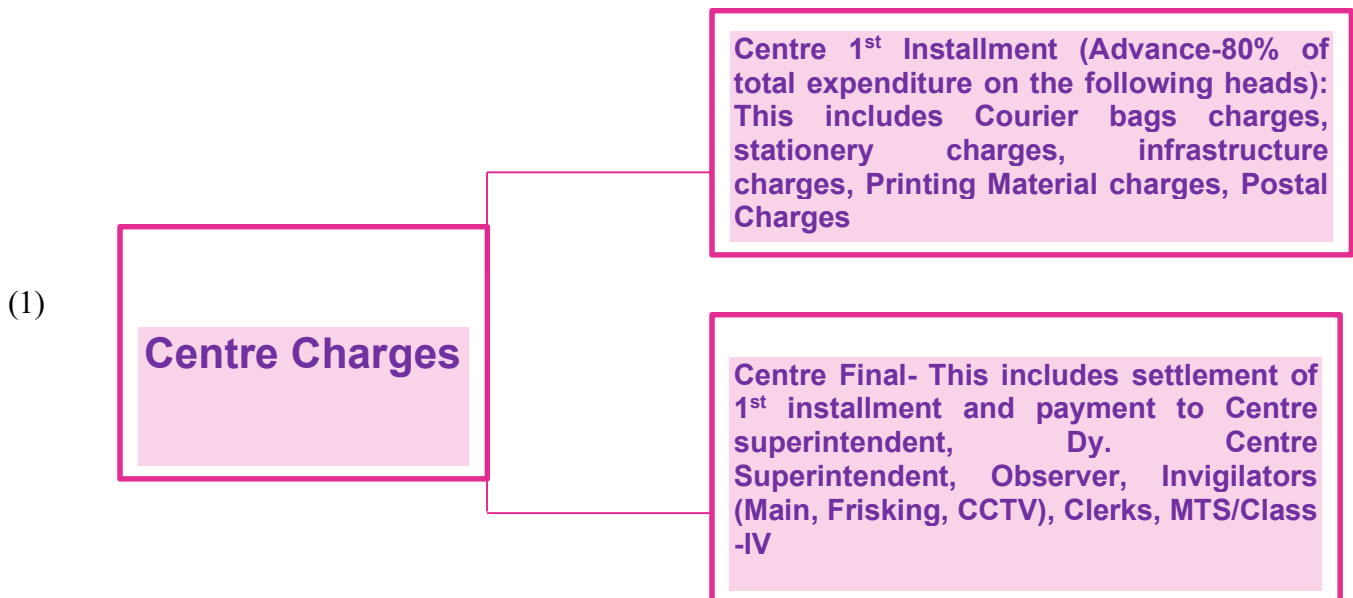 (1)
Centre Charges
Centre 1st Installment (Advance-80% of
total expenditure on the following heads):
This includes Courier bags charges,
stationery charges, infrastructure
charges, Printing Material charges, Postal
Charges
Centre Final- This includes settlement of
1st installment and payment to Centre
superintendent, Dy. Centre
Superintendent, Observer, Invigilators
(Main, Frisking, CCTV), Clerks, MTS/Class
-IV